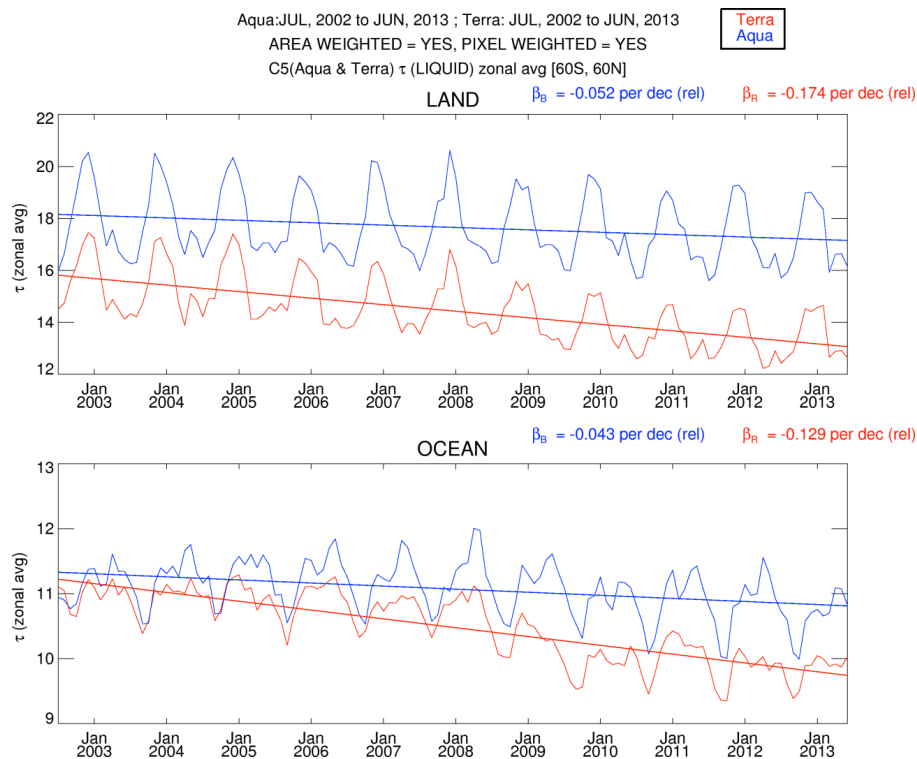 Aqua:JUL, 2002 to JUN, 2013 ; Terra: JUL, 2002 to JUN, 2013
Terra
Aqua
AREA WEIGHTED = YES, PIXEL WEIGHTED = YES
C5(Aqua & Terra) τ (LIQUID) zonal avg [60S, 60N]
LAND
β_B = -0.052 per dec (rel)
β_R = -0.174 per dec (rel)
τ (zonal avg)
22
20
18
16
14
12
Jan 2003
Jan 2004
Jan 2005
Jan 2006
Jan 2007
Jan 2008
Jan 2009
Jan 2010
Jan 2011
Jan 2012
Jan 2013
OCEAN
β_B = -0.043 per dec (rel)
β_R = -0.129 per dec (rel)
τ (zonal avg)
13
12
11
10
9
Jan 2003
Jan 2004
Jan 2005
Jan 2006
Jan 2007
Jan 2008
Jan 2009
Jan 2010
Jan 2011
Jan 2012
Jan 2013